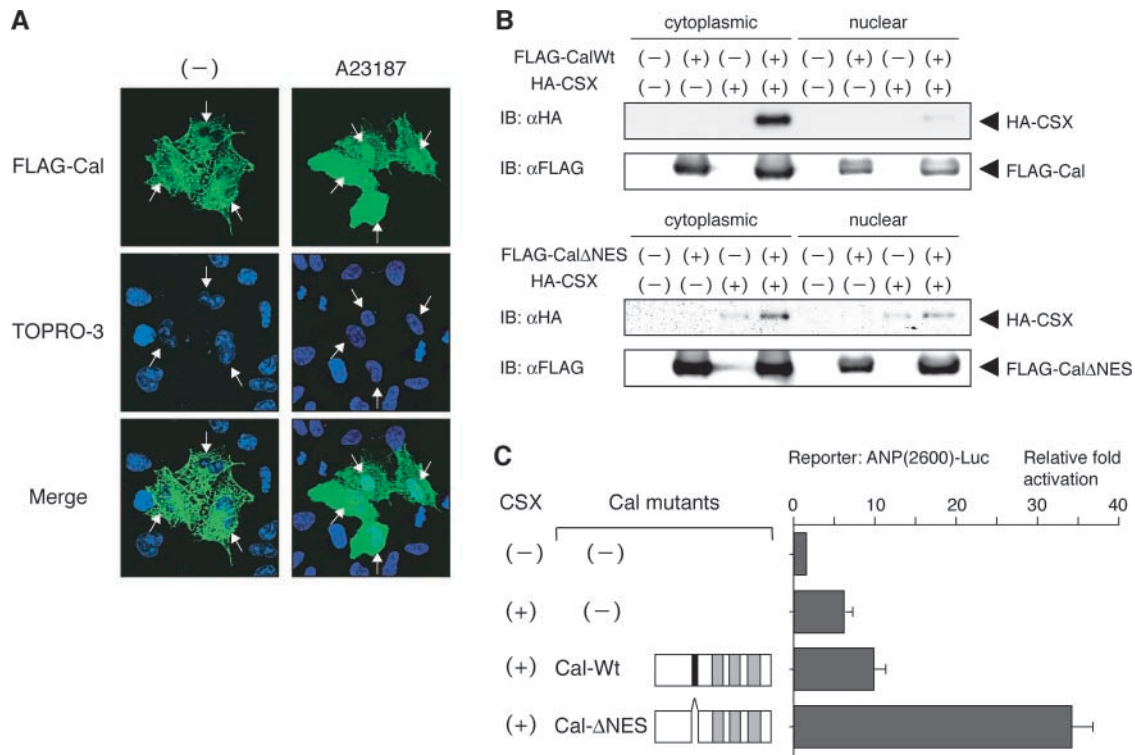 A
(−) A23187
FLAG-Cal
TOPRO-3
Merge
B
cytoplasmic nuclear
FLAG-CalWt (−) (+) (−) (+) (−) (+) (−) (+)
HA-CSX (−) (−) (+) (+) (−) (−) (+) (+)
IB: αHA HA-CSX
IB: αFLAG FLAG-Cal
cytoplasmic nuclear
FLAG-CalΔNES (−) (+) (−) (+) (−) (+) (−) (+)
HA-CSX (−) (−) (+) (+) (−) (−) (+) (+)
IB: αHA HA-CSX
IB: αFLAG FLAG-CalΔNES
C
Reporter: ANP(2600)-Luc Relative fold
activation
CSX Cal mutants 0 10 20 30 40
(−) (−)
(+) (−)
(+) Cal-Wt
(+) Cal-ΔNES